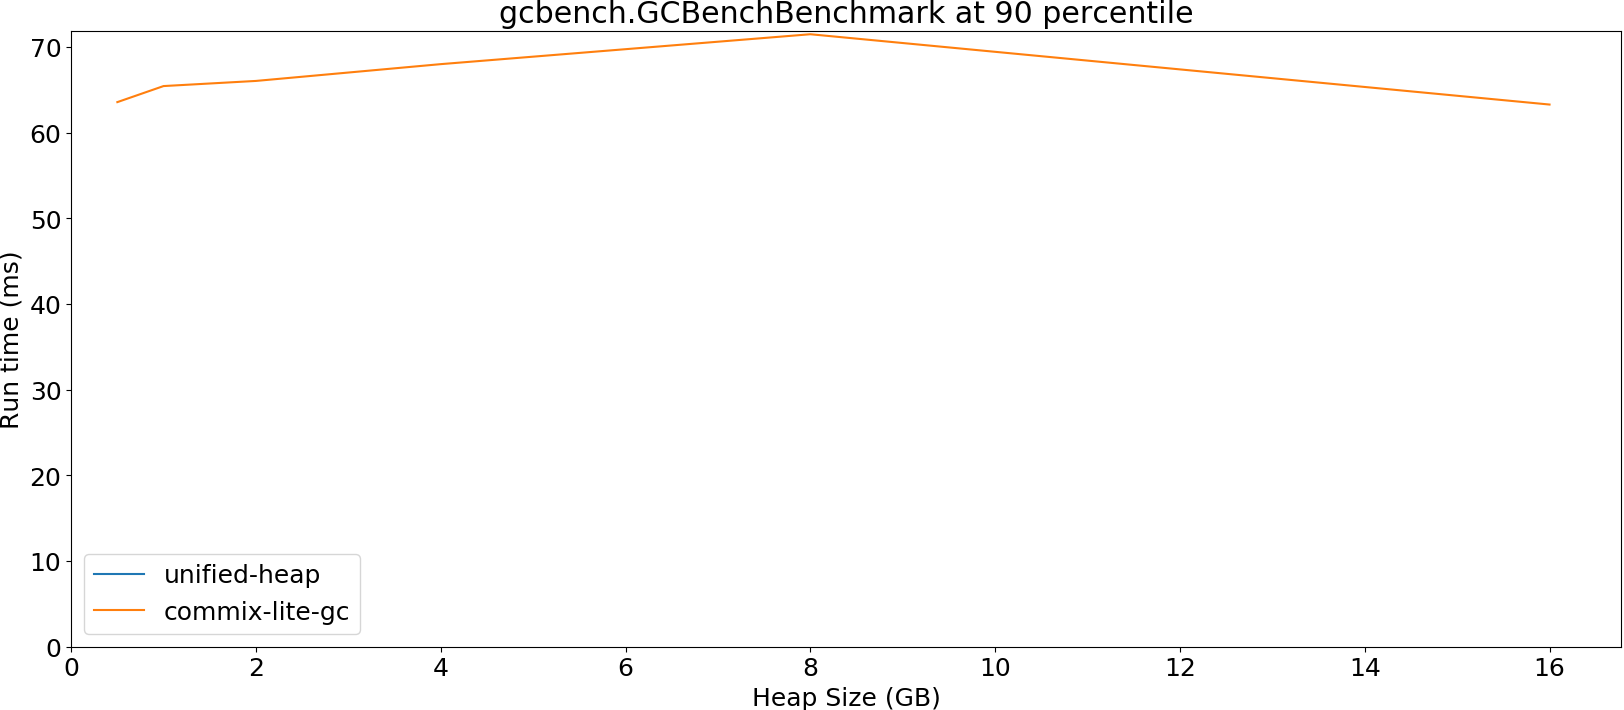 gcbench.GCBenchBenchmark at 90 percentile
Run time (ms)
70
60
50
40
30
20
10
0
unified-heap
commix-lite-gc
0 2 4 6 8 10 12 14 16
Heap Size (GB)